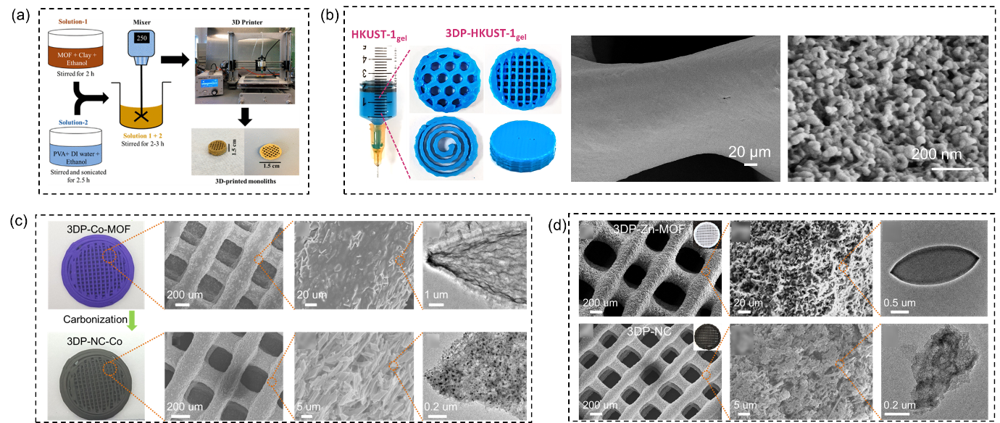 (a)
Solution-1
MOF + Clay +
Ethanol
Stirred for 2 h
Solution-2
PVA+ DI water +
Ethanol
Stirred and sonicated
for 2.5 h
Mixer
250
Solution 1 + 2
Stirred for 2-3 h
3D Printer
1.5 cm
1.5 cm
3D-printed monoliths
(b)
HKUST-1gel
3DP-HKUST-1gel
20 μm
200 nm
(c)
3DP-Co-MOF
200 um
20 um
1 um
Carbonization
3DP-NC-Co
200 um
5 um
0.2 um
(d)
3DP-Zn-MOF
200 um
20 um
0.5 um
3DP-NC
200 um
5 um
0.2 um